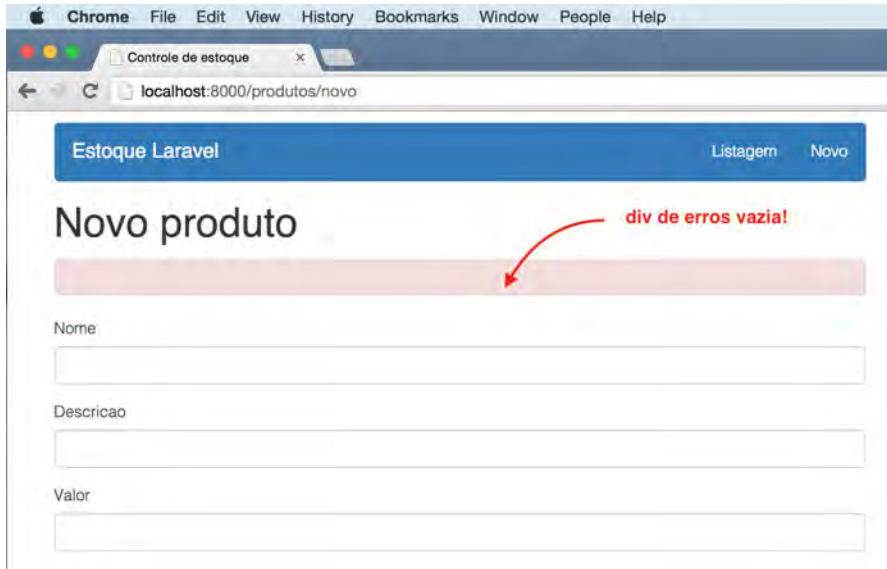 Chrome File Edit View History Bookmarks Window People Help
Controle de estoque
localhost:8000/produtos/novo
Estoque Laravel Listagem Novo
Novo produto
div de erros vazia!
Nome
Descricao
Valor